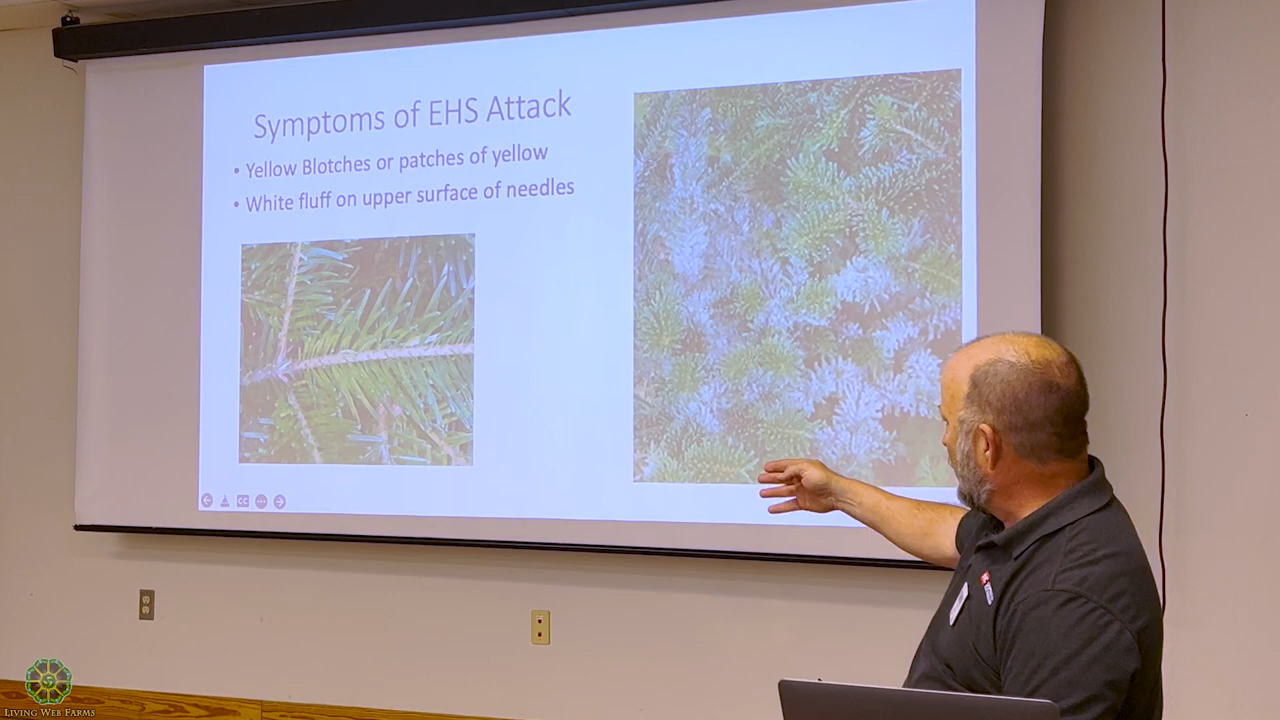 Symptoms of EHS Attack
• Yellow Blotches or patches of yellow
• White fluff on upper surface of needles
CC
LIVING WEB FARMS